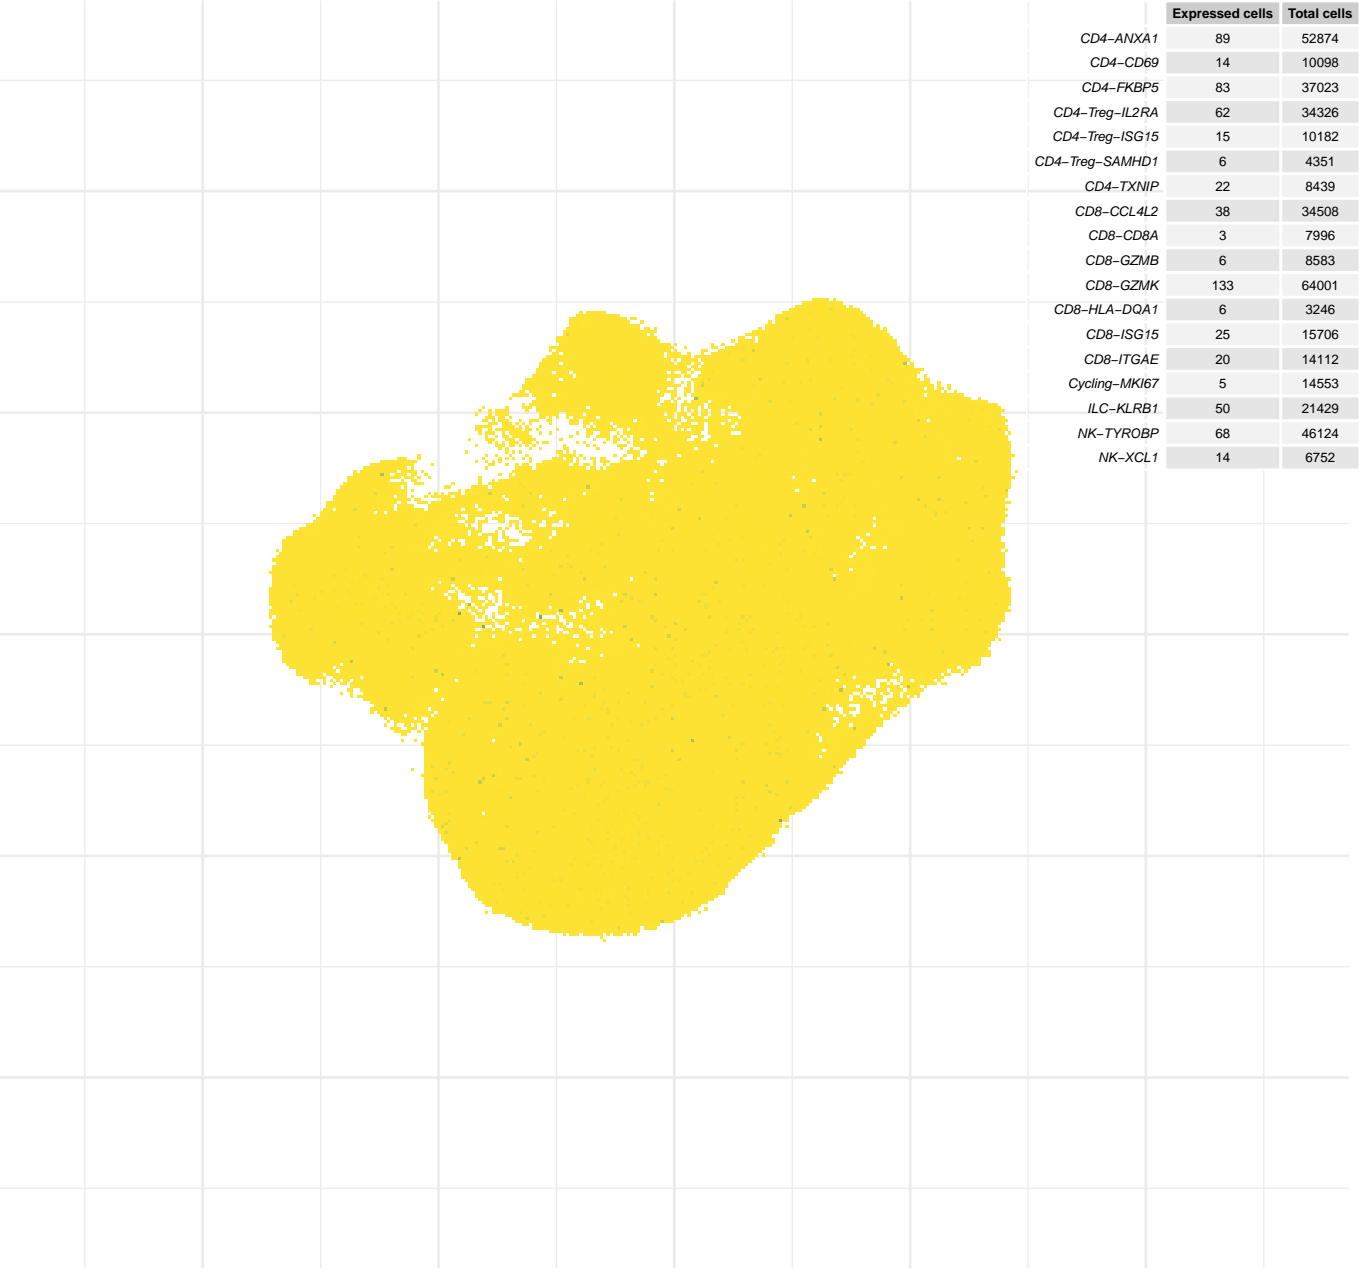 Expressed cells Total cells
CD4−ANXA1 89 52874
CD4−CD69 14 10098
CD4−FKBP5 83 37023
CD4−Treg−IL2RA 62 34326
CD4−Treg−ISG15 15 10182
CD4−Treg−SAMHD1 6 4351
CD4−TXNIP 22 8439
CD8−CCL4L2 38 34508
CD8−CD8A 3 7996
CD8−GZMB 6 8583
CD8−GZMK 133 64001
CD8−HLA−DQA1 6 3246
CD8−ISG15 25 15706
CD8−ITGAE 20 14112
Cycling−MKI67 5 14553
ILC−KLRB1 50 21429
NK−TYROBP 68 46124
NK−XCL1 14 6752